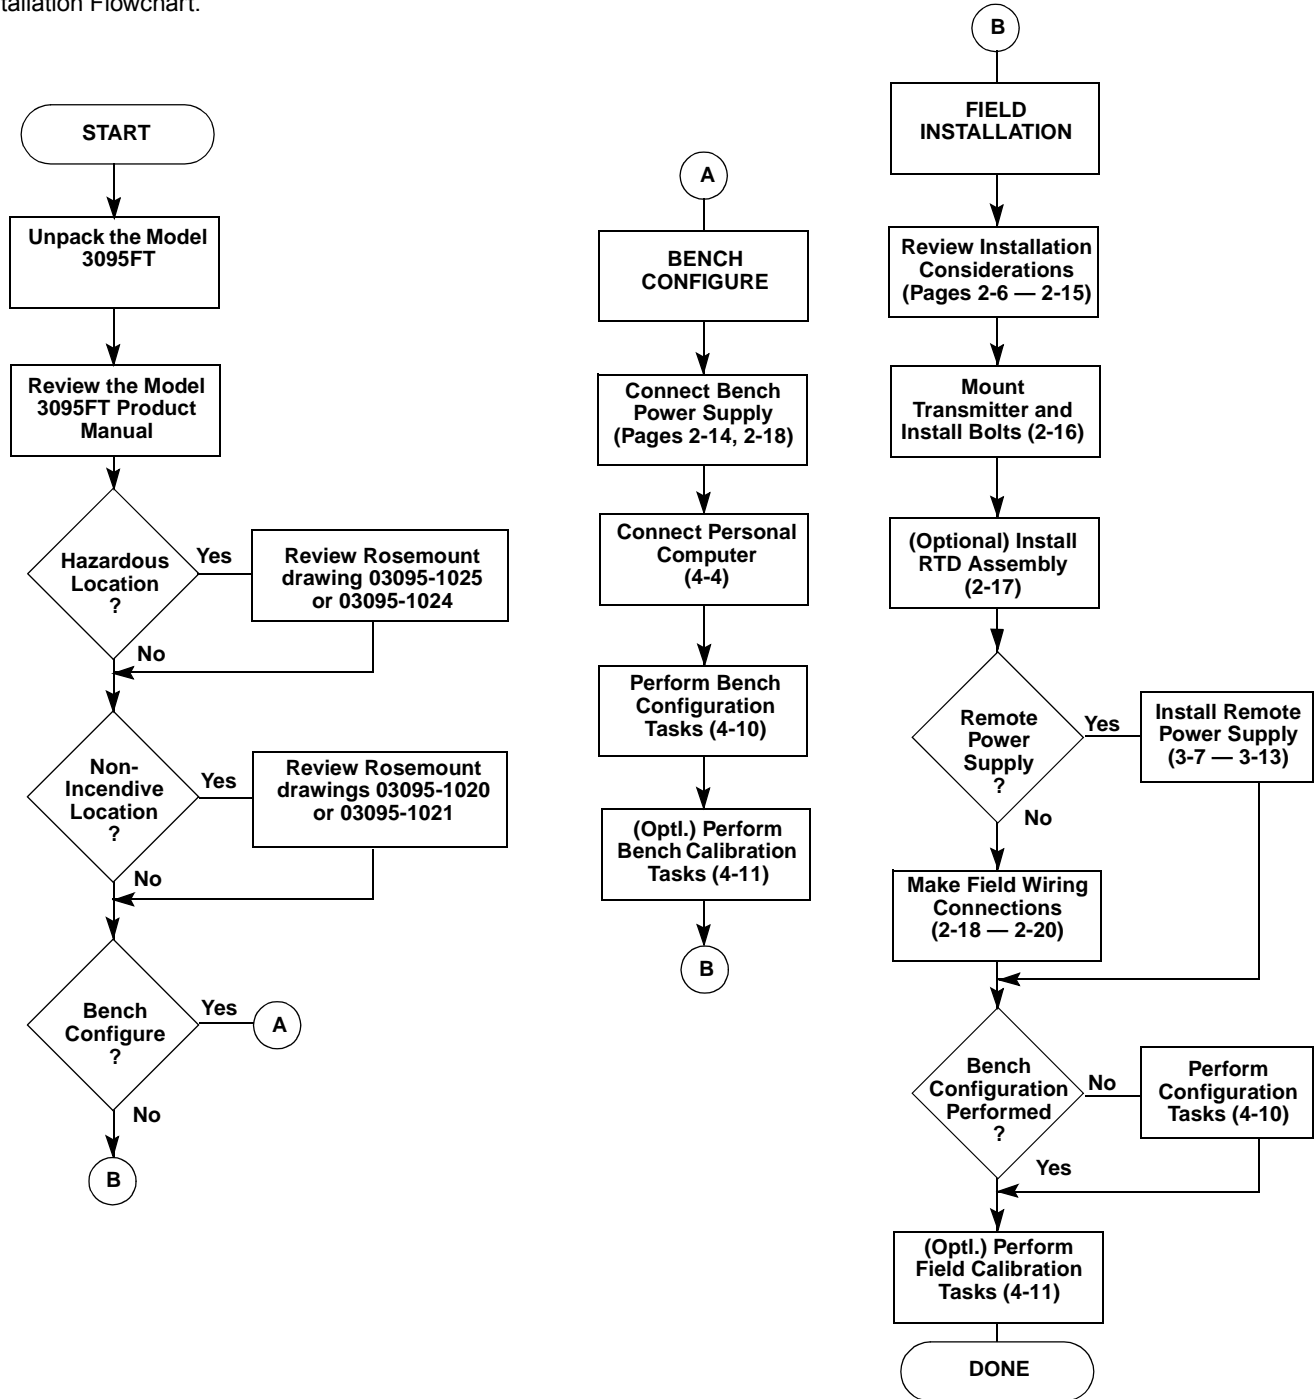 tallation Flowchart.
START
Unpack the Model
3095FT
Review the Model
3095FT Product
Manual
Hazardous
Location
?
Yes
Review Rosemount
drawing 03095-1025
or 03095-1024
No
Non-
Incendive
Location
?
Yes
Review Rosemount
drawings 03095-1020
or 03095-1021
No
Bench
Configure
?
Yes
A
No
B
A
BENCH
CONFIGURE
Connect Bench
Power Supply
(Pages 2-14, 2-18)
Connect Personal
Computer
(4-4)
Perform Bench
Configuration
Tasks (4-10)
(Optl.) Perform
Bench Calibration
Tasks (4-11)
B
B
FIELD
INSTALLATION
Review Installation
Considerations
(Pages 2-6 — 2-15)
Mount
Transmitter and
Install Bolts (2-16)
(Optional) Install
RTD Assembly
(2-17)
Remote
Power
Supply
?
Yes
Install Remote
Power Supply
(3-7 — 3-13)
No
Make Field Wiring
Connections
(2-18 — 2-20)
Bench
Configuration
Performed
?
No
Perform
Configuration
Tasks (4-10)
Yes
(Optl.) Perform
Field Calibration
Tasks (4-11)
DONE